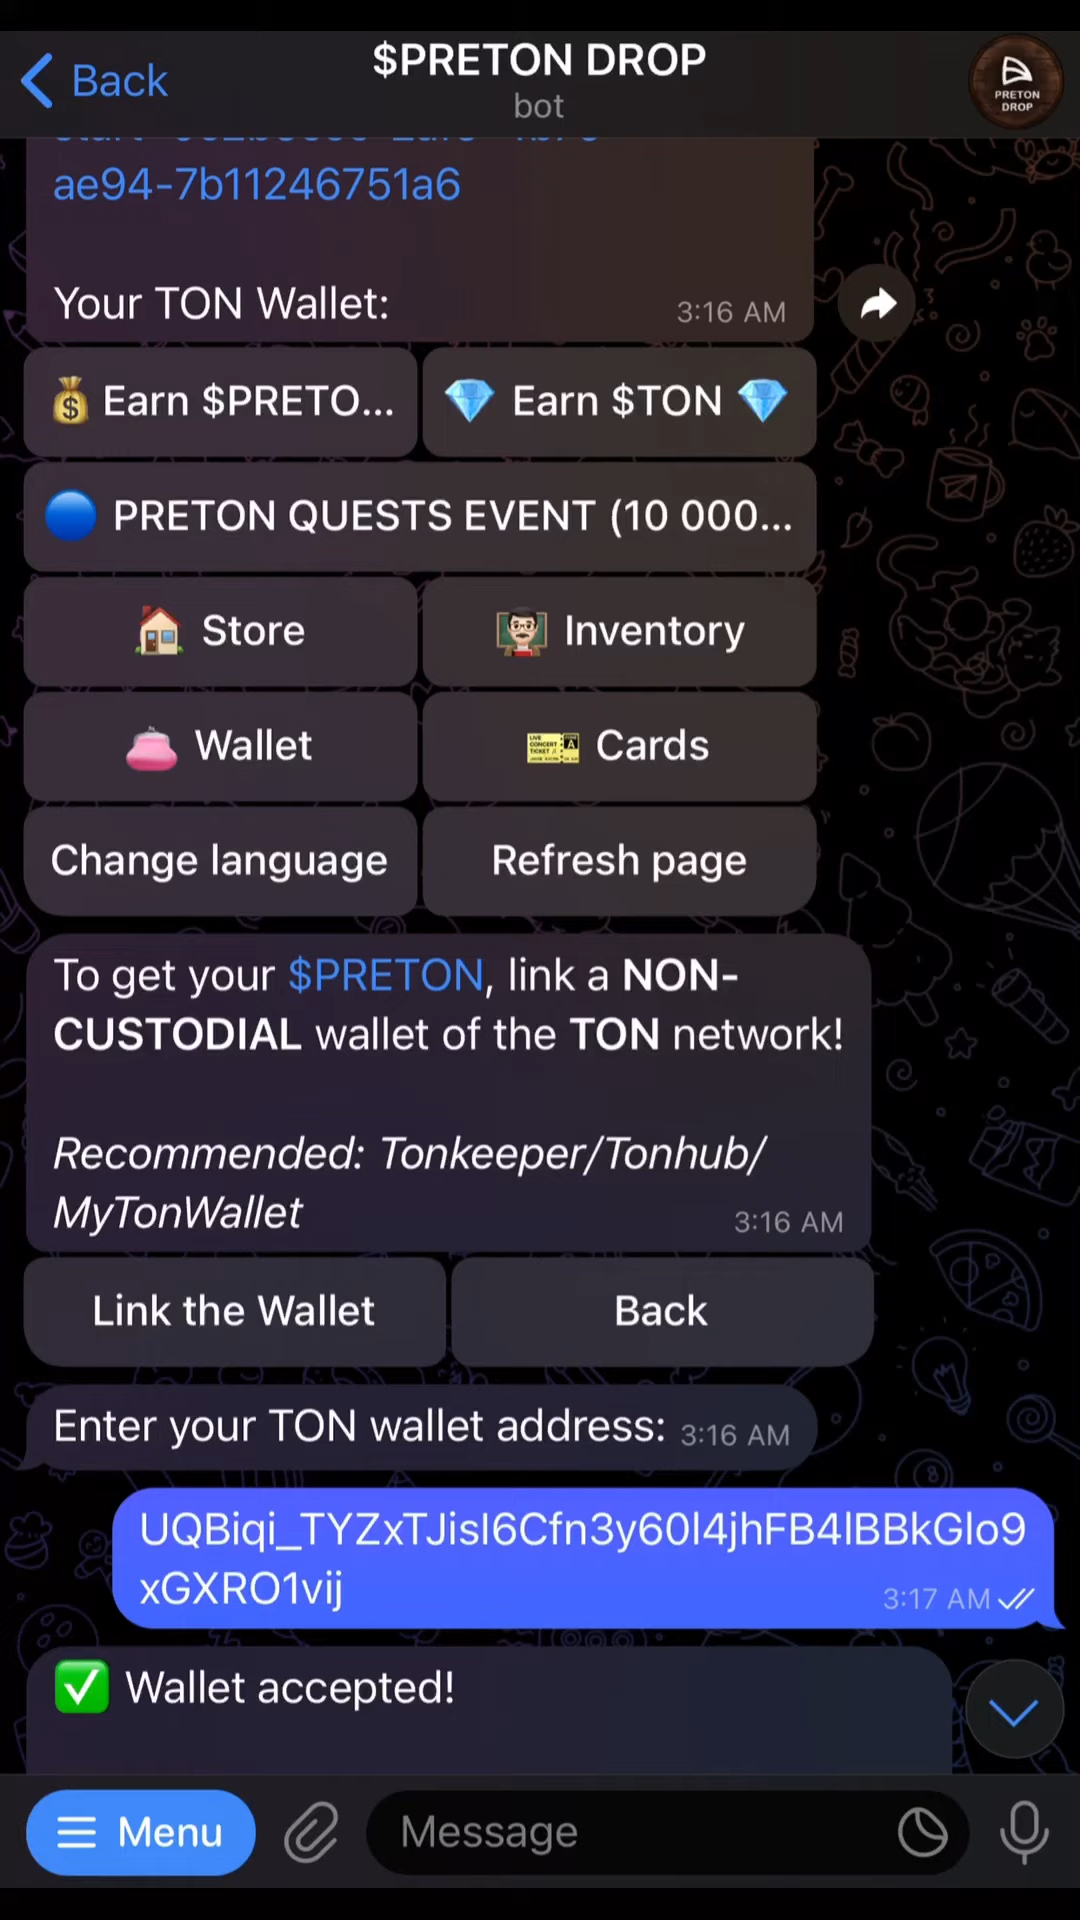 Back
$PRETON DROP
bot
PRETON
DROP
ae94-7b11246751a6
Your TON Wallet:
3:16 AM
Earn $PRETO...
Earn $TON
PRETON QUESTS EVENT (10 000...
Store
Inventory
Wallet
Cards
Change language
Refresh page
To get your $PRETON, link a NON-
CUSTODIAL wallet of the TON network!
Recommended: Tonkeeper/Tonhub/
MyTonWallet
3:16 AM
Link the Wallet
Back
Enter your TON wallet address: 3:16 AM
UQBiqi_TYZxTJisI6Cfn3y60l4jhFB4lBBkGlo9
xGXRO1vij
3:17 AM
Wallet accepted!
Menu
Message